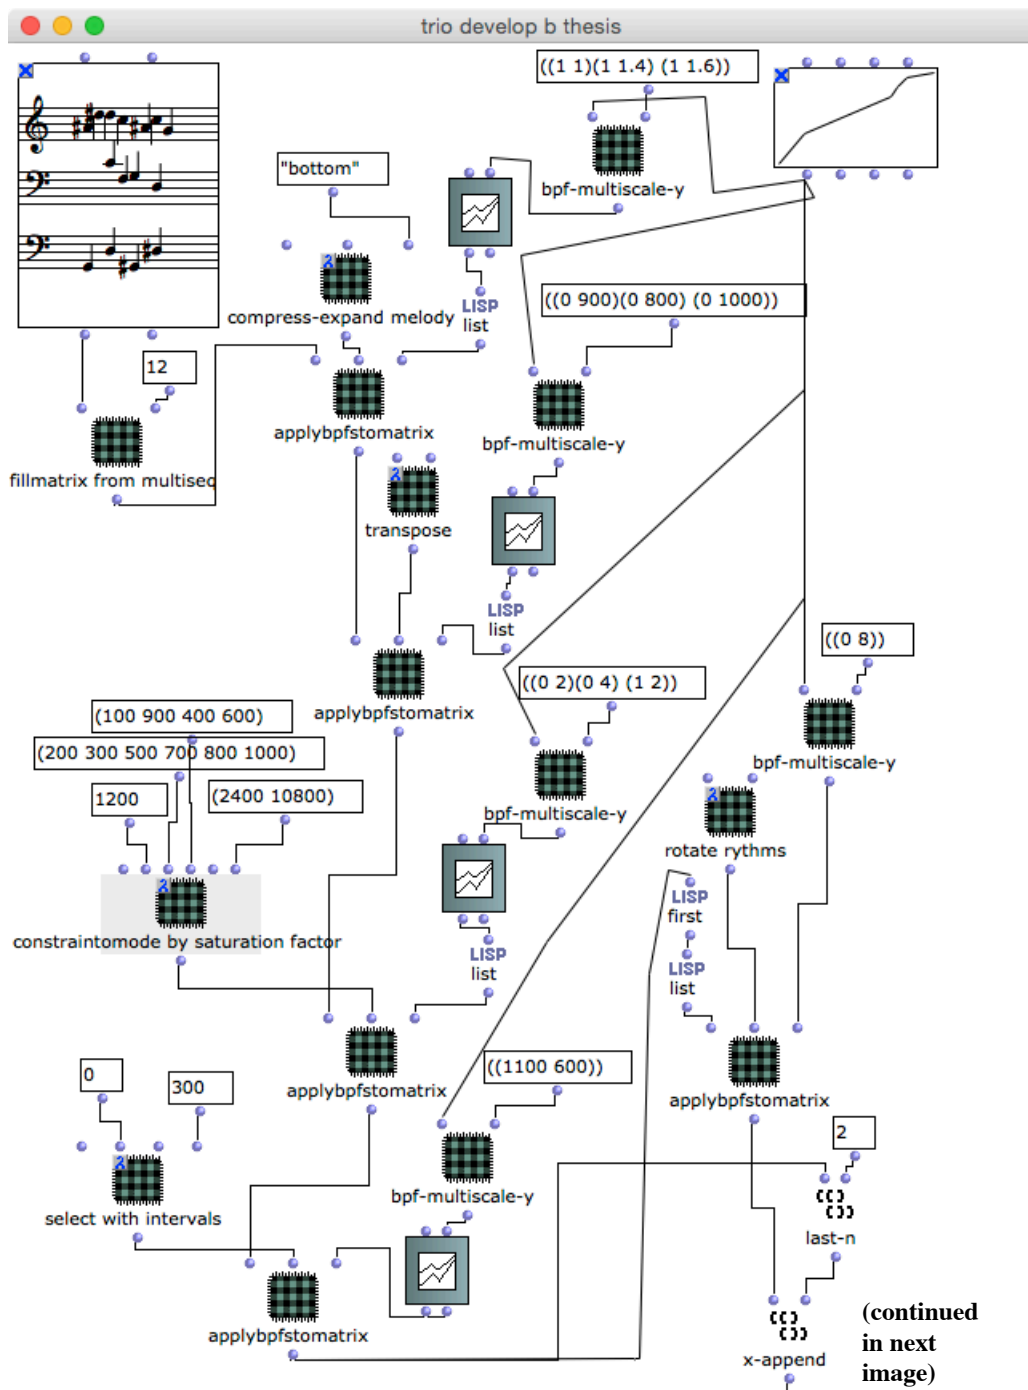 trio develop b thesis
((1 1)(1 1.4) (1 1.6))
bpf-multiscale-y
"bottom"
compress-expand melody
LISP
list
((0 900)(0 800) (0 1000))
12
applybpfstomatrix
bpf-multiscale-y
fillmatrix from multiseq
transpose
LISP
list
((0 8))
applybpfstomatrix
((0 2)(0 4) (1 2))
(100 900 400 600)
(200 300 500 700 800 1000)
1200
(2400 10800)
bpf-multiscale-y
bpf-multiscale-y
rotate rythms
LISP
first
constraintomode by saturation factor
LISP
list
LISP
list
applybpfstomatrix
((1100 600))
0
300
applybpfstomatrix
2
bpf-multiscale-y
select with intervals
last-n
applybpfstomatrix
x-append
(continued
in next
image)